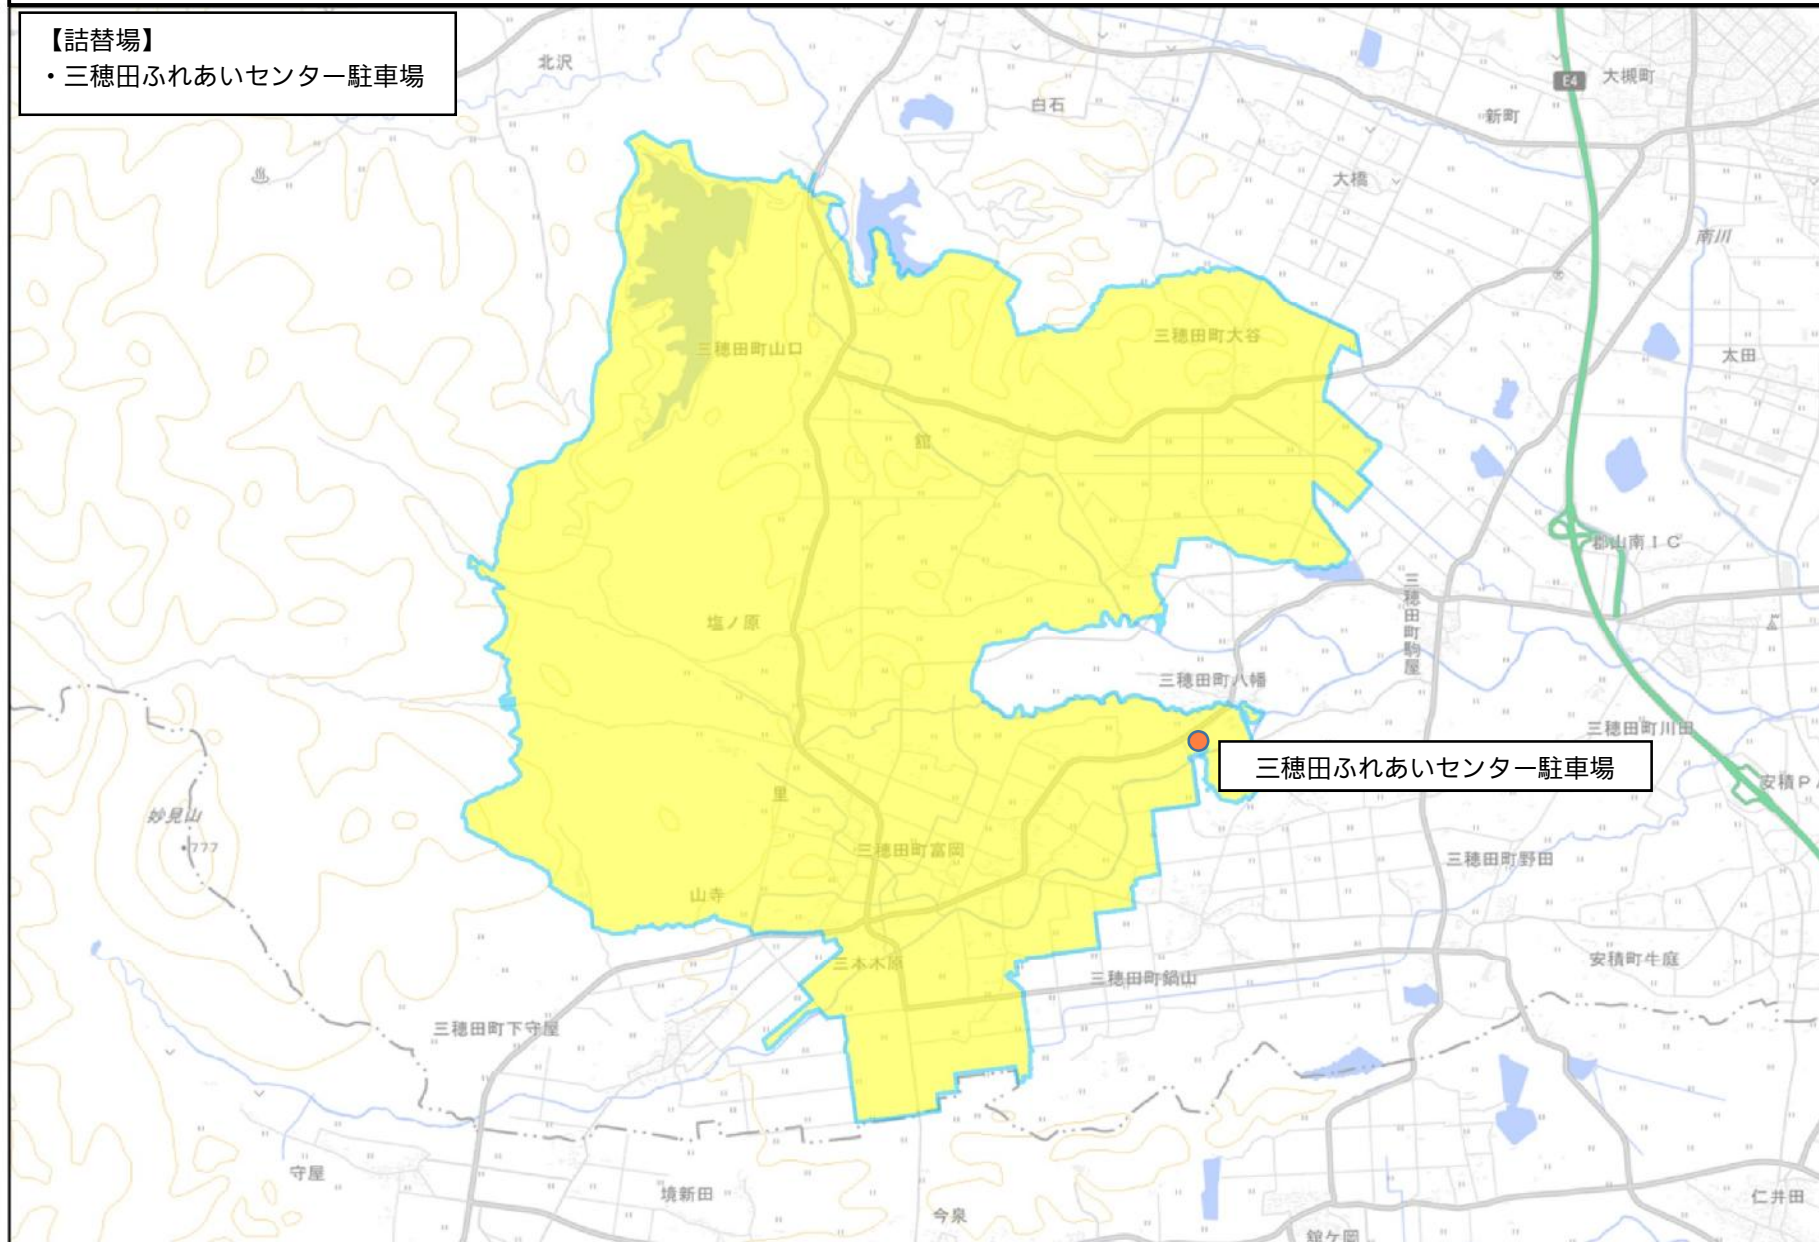 【詰替場】
・三穂田ふれあいセンター駐車場
北沢
白石
E4
大槻町
新町
大橋
南川
三穂田町山口
三穂田町大谷
太田
舘
郡山南IC
塩ノ原
三穂田町駒屋
三穂田町八幡
三穂田町川田
三穂田ふれあいセンター駐車場
安積P
里
妙見山
・777
三穂田町富岡
三穂田町野田
山寺
三本木原
三穂田町鍋山
安積町牛庭
三穂田町下守屋
守屋
境新田
今泉
仁井田
舘ケ岡